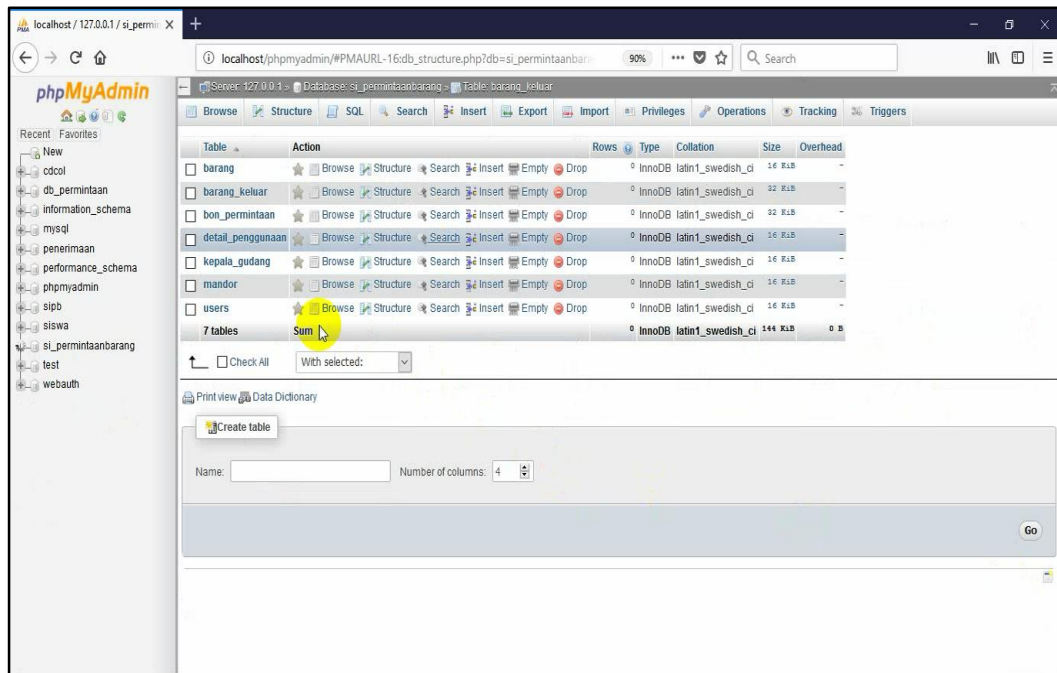 localhost / 127.0.0.1 / si_permin
localhost/phpmyadmin/#PMAURL-16:db_structure.php?db=si_permintaanbaran
90%
Search
phpMyAdmin
Recent Favorites
New
cdcol
db_permintaan
information_schema
mysql
penerimaan
performance_schema
phpmyadmin
sipb
siswa
si_permintaanbarang
test
webauth
Server: 127.0.0.1 » Database: si_permintaanbarang » Table: barang_keluar
Browse Structure SQL Search Insert Export Import Privileges Operations Tracking Triggers
Table Action Rows Type Collation Size Overhead
barang Browse Structure Search Insert Empty Drop 0 InnoDB latin1_swedish_ci 16 KiB -
barang_keluar Browse Structure Search Insert Empty Drop 0 InnoDB latin1_swedish_ci 32 KiB -
bon_permintaan Browse Structure Search Insert Empty Drop 0 InnoDB latin1_swedish_ci 32 KiB -
detail_penggunaan Browse Structure Search Insert Empty Drop 0 InnoDB latin1_swedish_ci 16 KiB -
kepala_gudang Browse Structure Search Insert Empty Drop 0 InnoDB latin1_swedish_ci 16 KiB -
mandor Browse Structure Search Insert Empty Drop 0 InnoDB latin1_swedish_ci 16 KiB -
users Browse Structure Search Insert Empty Drop 0 InnoDB latin1_swedish_ci 16 KiB -
7 tables Sum 0 InnoDB latin1_swedish_ci 144 KiB 0 B
Check All With selected:
Print view Data Dictionary
Create table
Name: Number of columns: 4
Go